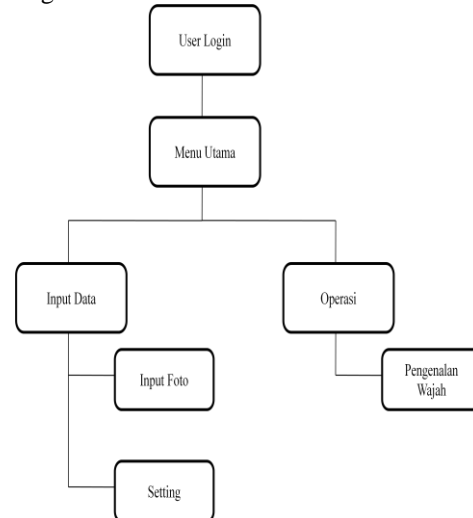 User Login
Menu Utama
Input Data
Operasi
Input Foto
Pengenalan
Wajah
Setting